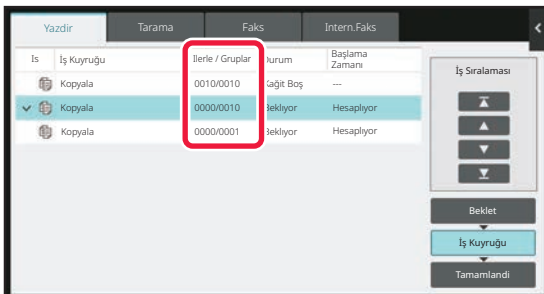 Yazdir Tarama Faks Intern.Faks
Is İş Kuyruğu Ilerle / Gruplar Durum Başlama Zamanı
Kopyala 0010/0010 Kağit Boş ---
Kopyala 0000/0010 Bekliyor Hesaplıyor
Kopyala 0000/0001 Bekliyor Hesaplıyor
İş Sıralaması
Beklet
İş Kuyruğu
Tamamlandi